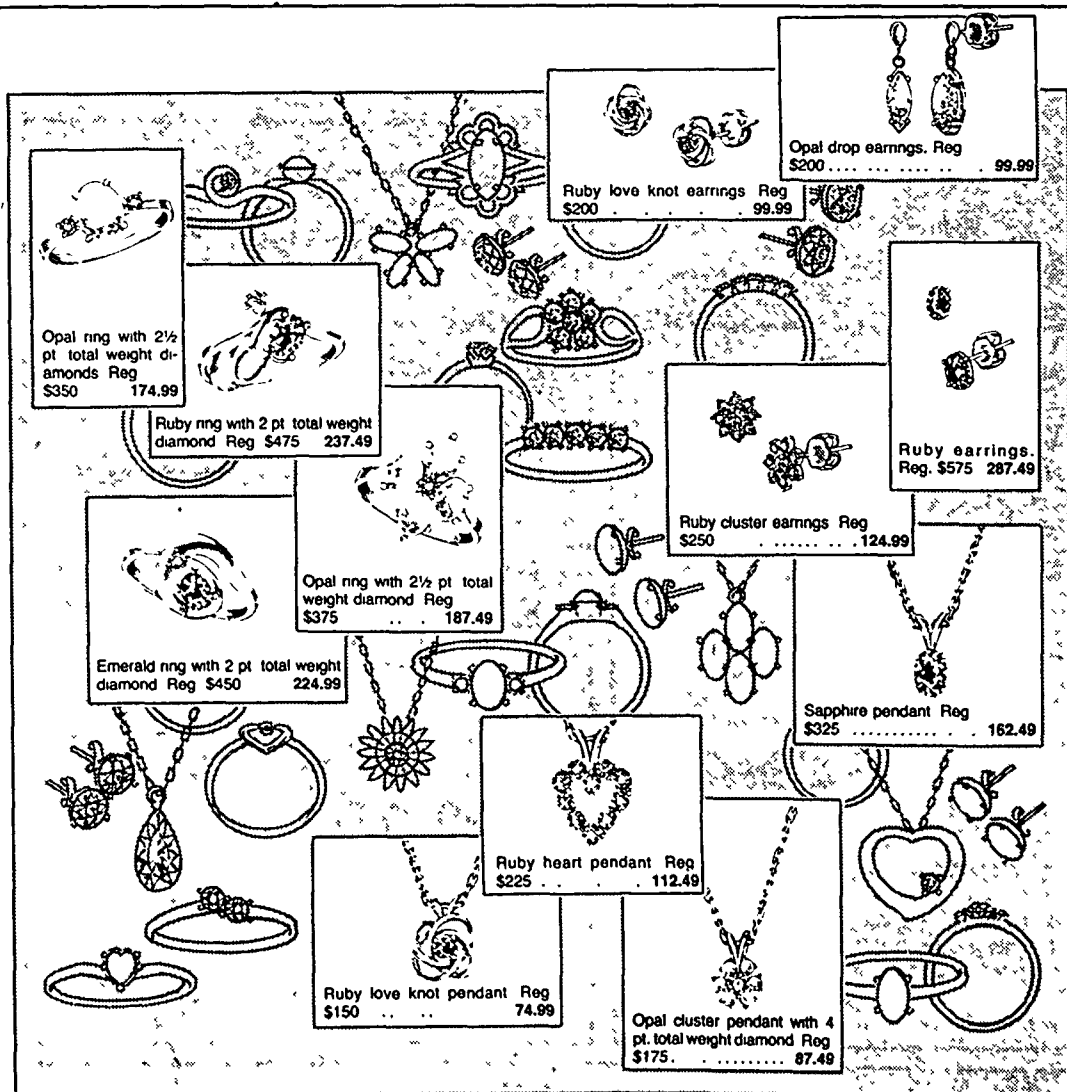 Opal drop earrings. Reg
$200 .... ... ..... .. 99.99
Ruby love knot earrings Reg
$200 . . . . . 99.99
Opal ring with 2½
pt total weight di-
amonds Reg
$350 174.99
Ruby ring with 2 pt total weight
diamond Reg $475 237.49
Ruby earrings.
Reg. $575 287.49
Ruby cluster earrings Reg
$250 . ...... .. . 124.99
Opal ring with 2½ pt total
weight diamond Reg
$375 .. . 187.49
Emerald ring with 2 pt total weight
diamond Reg $450 224.99
Sapphire pendant Reg
$325 ........... . . 162.49
Ruby heart pendant Reg
$225 . . . . 112.49
Ruby love knot pendant Reg
$150 .. .. 74.99
Opal cluster pendant with 4
pt. total weight diamond Reg
$175. . .......... 87.49